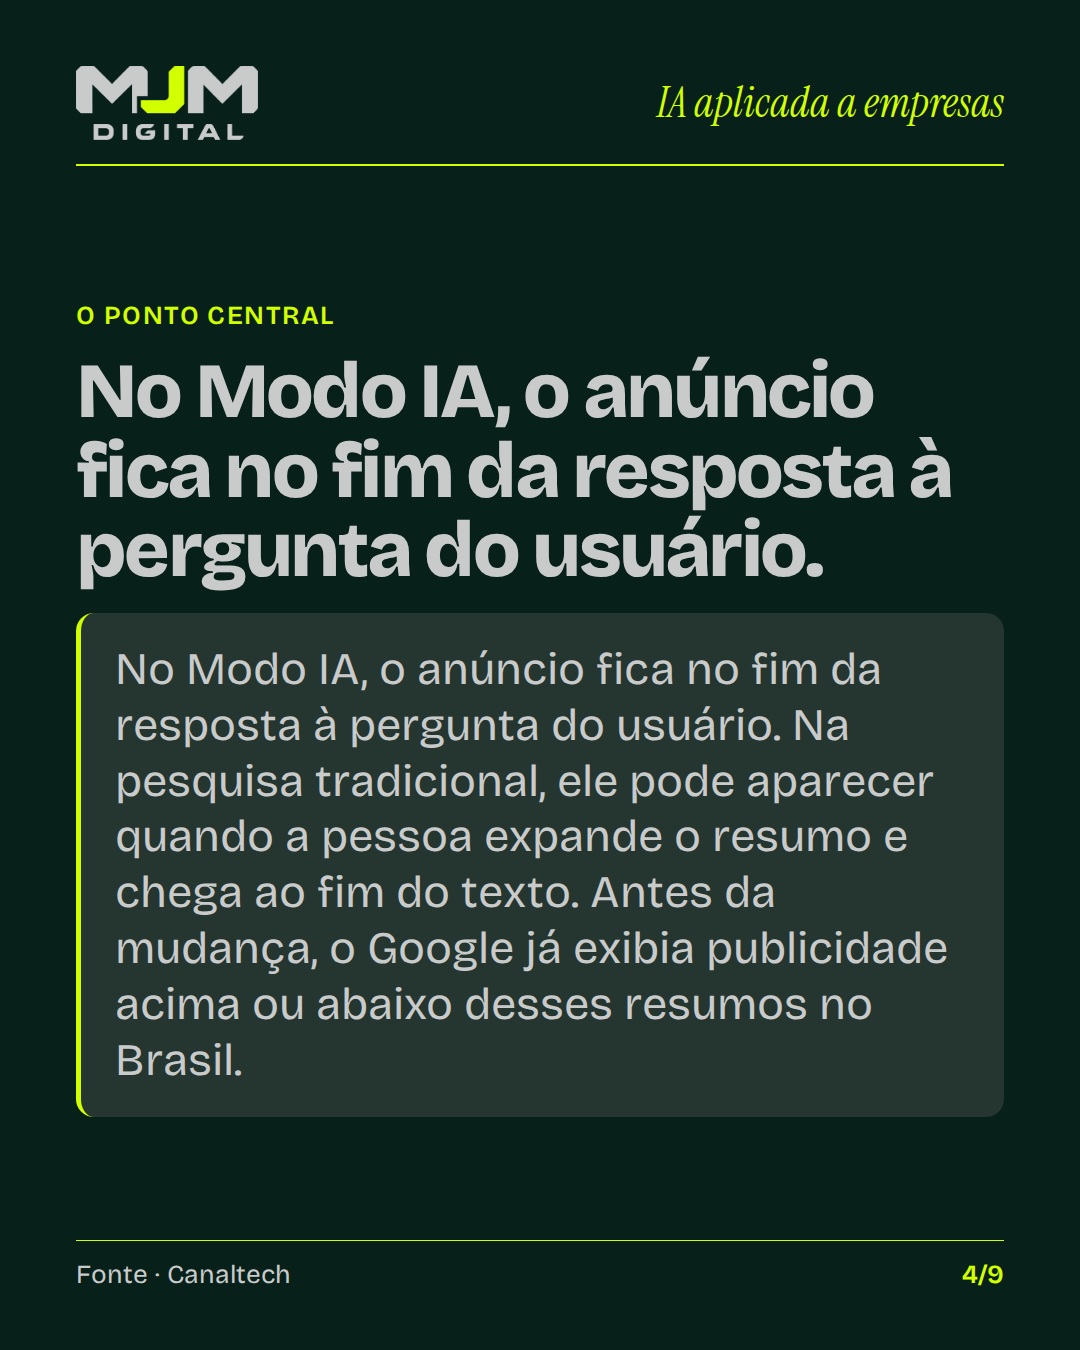 MJM
DIGITAL
IA aplicada a empresas
O PONTO CENTRAL
No Modo IA, o anúncio
fica no fim da resposta à
pergunta do usuário.
No Modo IA, o anúncio fica no fim da
resposta à pergunta do usuário. Na
pesquisa tradicional, ele pode aparecer
quando a pessoa expande o resumo e
chega ao fim do texto. Antes da
mudança, o Google já exibia publicidade
acima ou abaixo desses resumos no
Brasil.
Fonte · Canaltech
4/9